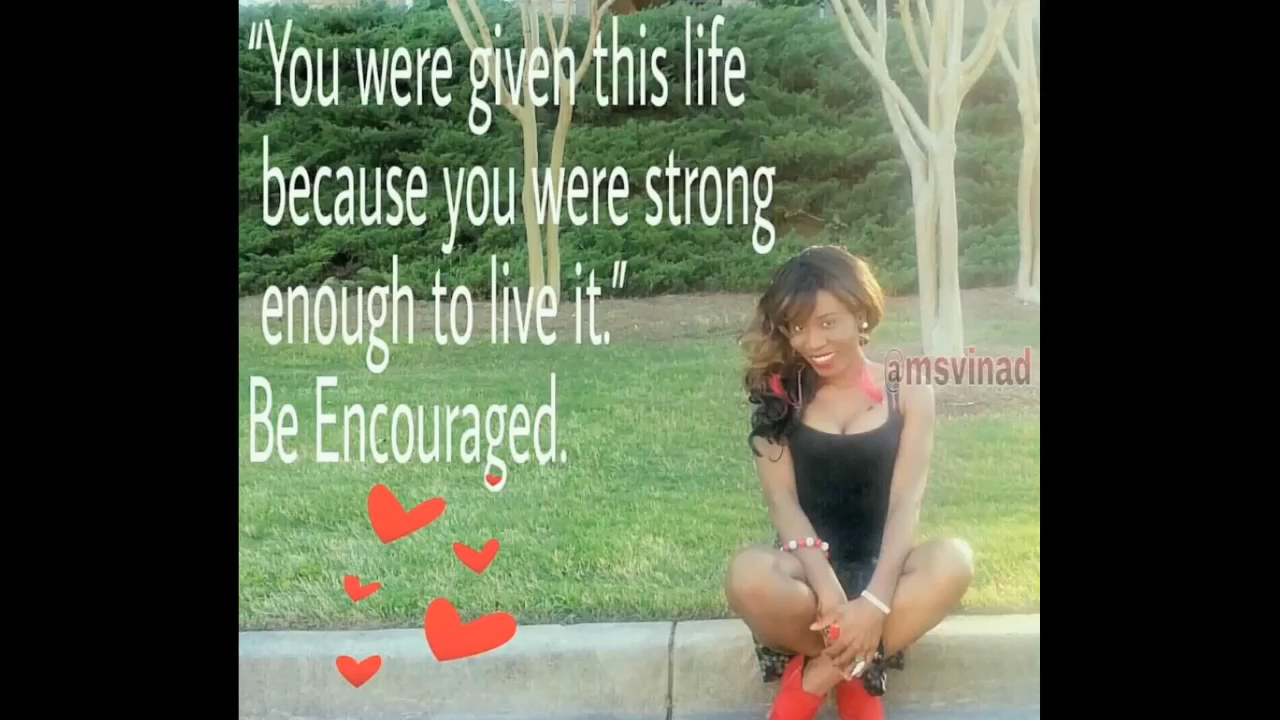 “You were given this life
because you were strong
enough to live it.”
Be Encouraged.
@msvinad